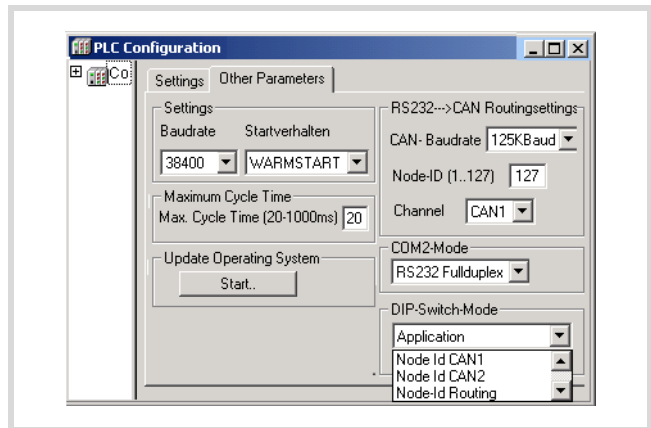 PLC Configuration
Co
Settings
Other Parameters
Settings
Baudrate Startverhalten
38400 WARMSTART
Maximum Cycle Time
Max. Cycle Time (20-1000ms) 20
Update Operating System
Start..
RS232--->CAN Routingsettings
CAN- Baudrate 125KBaud
Node-ID (1..127) 127
Channel CAN1
COM2-Mode
RS232 Fullduplex
DIP-Switch-Mode
Application
Node Id CAN1
Node Id CAN2
Node-Id Routing